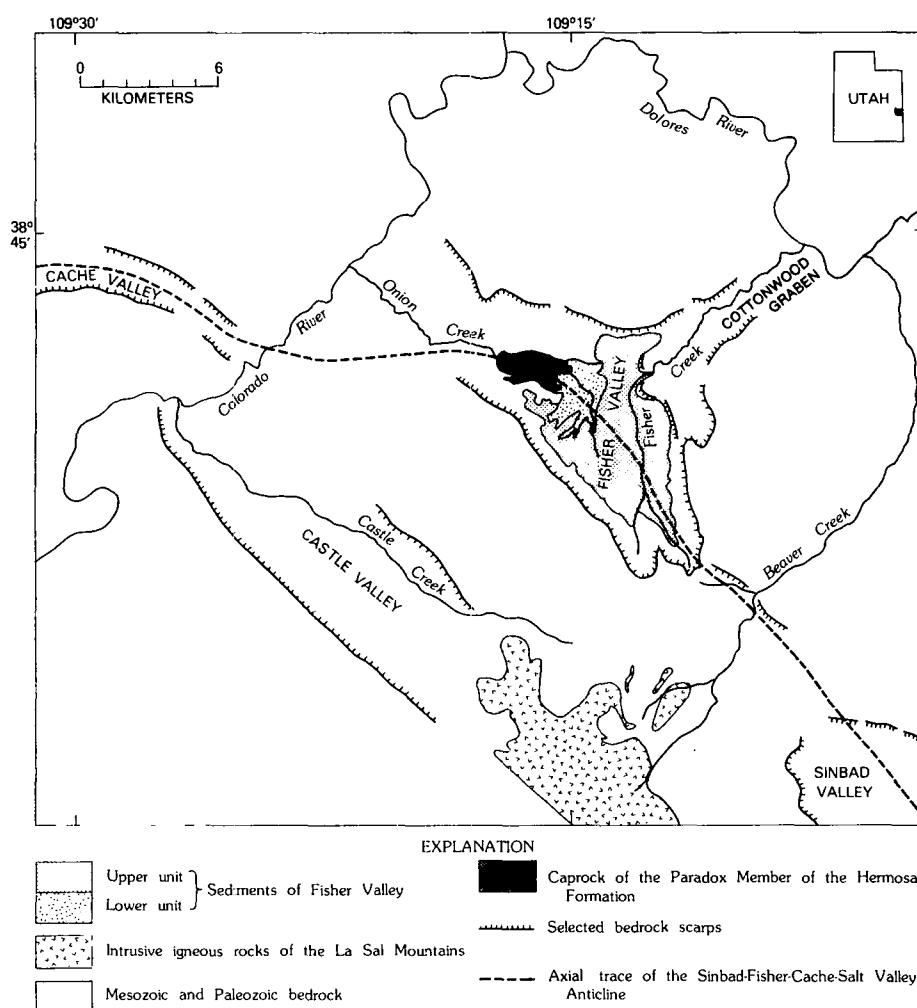 109°30'
109°15'
0 6
KILOMETERS
UTAH
Dolores River
38°
45'
CACHE VALLEY
Onion Creek
Colorado River
COTTONWOOD
GRABEN
Creek
FISHER VALLEY
Fisher
Castle Creek
CASTLE VALLEY
Beaver Creek
SINBAD
VALLEY
EXPLANATION
Upper unit
Lower unit
Sediments of Fisher Valley
Intrusive igneous rocks of the La Sal Mountains
Mesozoic and Paleozoic bedrock
Caprock of the Paradox Member of the Hermosa
Formation
Selected bedrock scarps
Axial trace of the Sinbad-Fisher-Cache-Salt Valley
Anticline